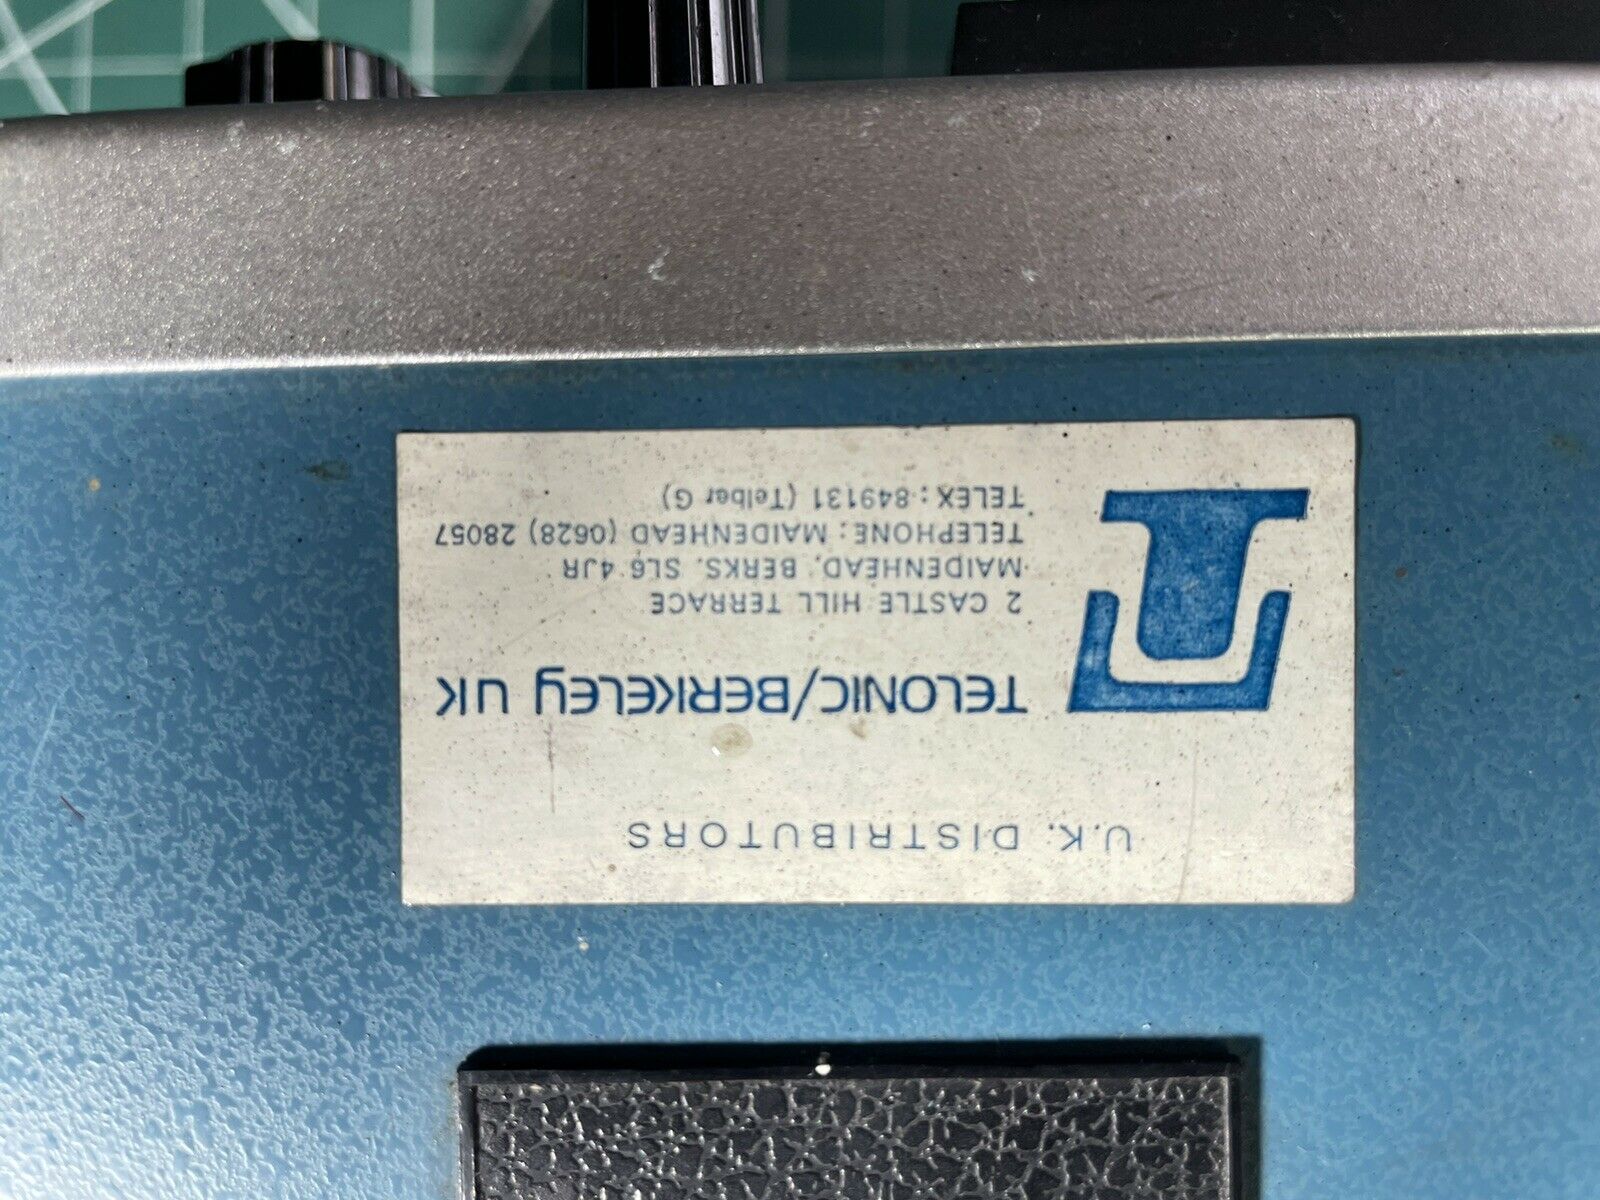 U.K. DISTRIBUTORS
TELONIC/BERKELEY UK
2 CASTLE HILL TERRACE
MAIDENHEAD, BERKS. SL6 4JR
TELEPHONE: MAIDENHEAD (0628) 28057
TELEX: 849131 (Telber G)